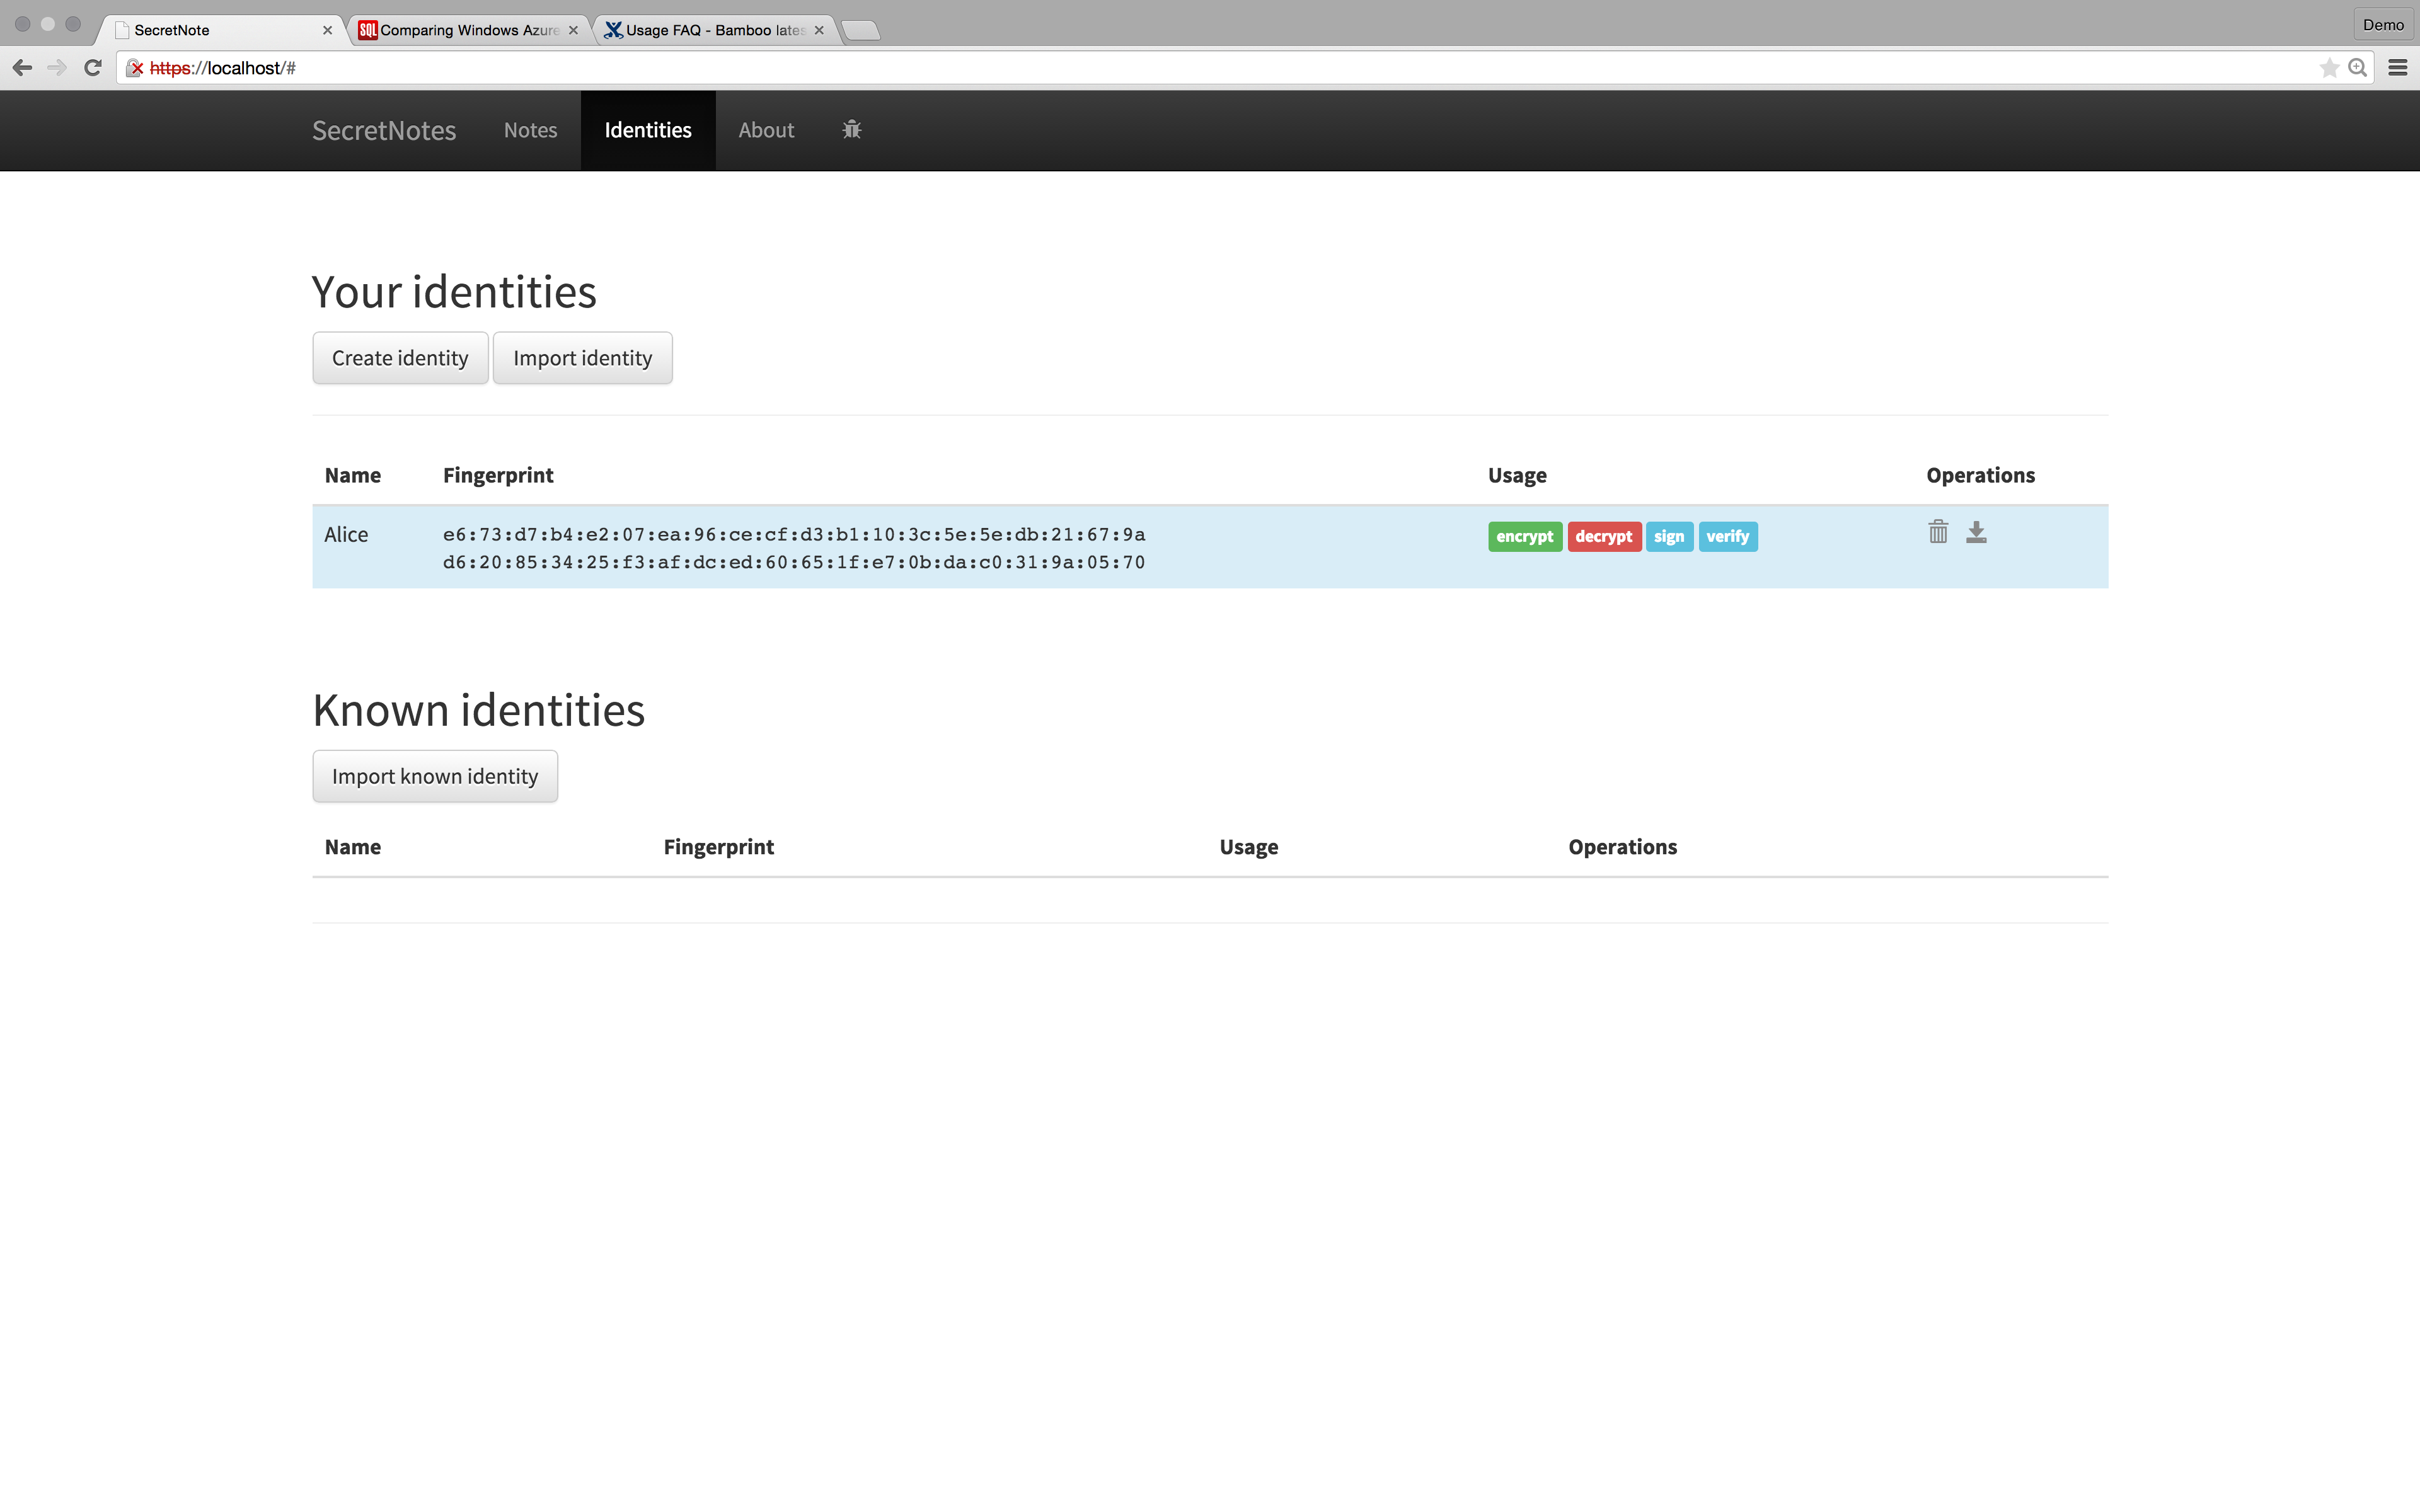 SecretNote
Comparing Windows Azure
Usage FAQ - Bamboo lates
Demo
https://localhost/#
SecretNotes Notes Identities About
Your identities
Create identity Import identity
Name Fingerprint Usage Operations
Alice e6:73:d7:b4:e2:07:ea:96:ce:cf:d3:b1:10:3c:5e:5e:db:21:67:9a encrypt decrypt sign verify
d6:20:85:34:25:f3:af:dc:ed:60:65:1f:e7:0b:da:c0:31:9a:05:70
Known identities
Import known identity
Name Fingerprint Usage Operations